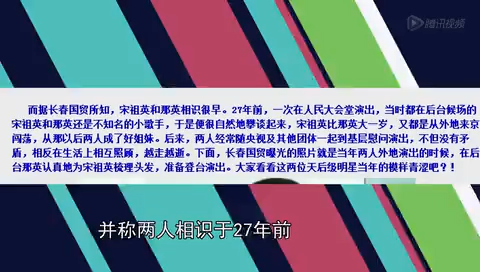 腾讯视频
而据长春国贸所知，宋祖英和那英相识很早。27年前，一次在人民大会堂演出，当时都在后台候场的
宋祖英和那英还是不知名的小歌手，于是便很自然地攀谈起来，宋祖英比那英大一岁，又都是从外地来京
闯荡，从那以后两人成了好姐妹。后来，两人经常随央视及其他团体一起到基层慰问演出，不但没有矛
盾，相反在生活上相互照顾，越走越逝。下面，长春国贸曝光的照片就是当年两人外地演出的时候，在后
台那英认真地为宋祖英梳理头发，准备登台演出。大家看看这两位天后级明星当年的模样青涩吧？！
并称两人相识于27年前